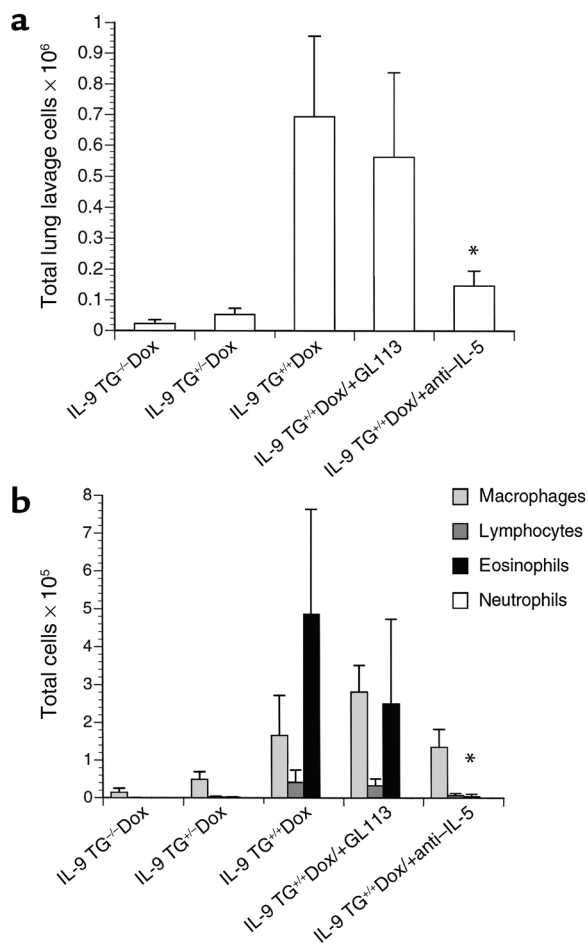 a
Total lung lavage cells × 10⁶
1
0.9
0.8
0.7
0.6
0.5
0.4
0.3
0.2
0.1
0
*
IL-9 TG⁻/⁻Dox
IL-9 TG⁺/⁻Dox
IL-9 TG⁺/⁺Dox
IL-9 TG⁺/⁺Dox/+GL113
IL-9 TG⁺/⁺Dox/+anti–IL-5
b
Total cells × 10⁵
8
7
6
5
4
3
2
1
0
Macrophages
Lymphocytes
Eosinophils
Neutrophils
*
IL-9 TG⁻/⁻Dox
IL-9 TG⁺/⁻Dox
IL-9 TG⁺/⁺Dox
IL-9 TG⁺/⁺Dox/+GL113
IL-9 TG⁺/⁺Dox/+anti–IL-5